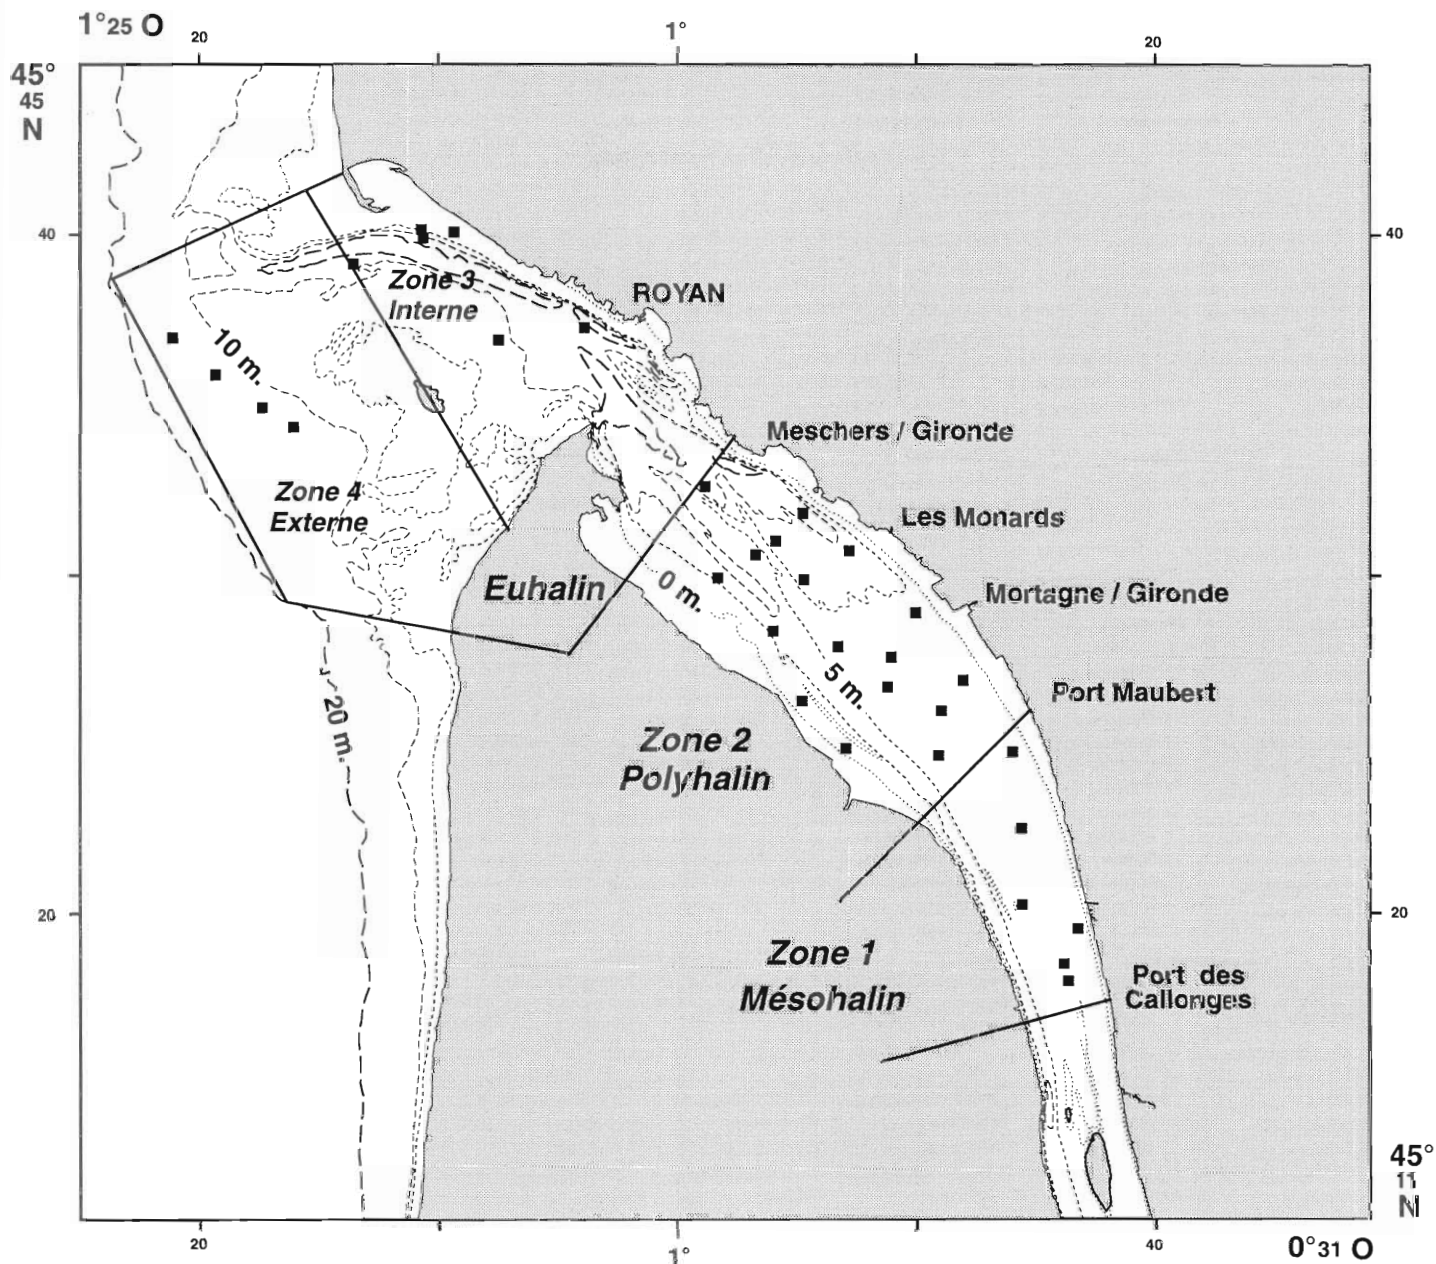 1°25 O
20
1°
20
45°
45
N
40
40
Zone 3
Interne
ROYAN
10 m.
Meschers / Gironde
Zone 4
Externe
Les Monards
Euhalin
0 m.
Mortagne / Gironde
5 m.
Port Maubert
20 m.
Zone 2
Polyhalin
20
20
Zone 1
Mésohalin
Port des
Callonges
45°
11
N
20
1°
40
0°31 O